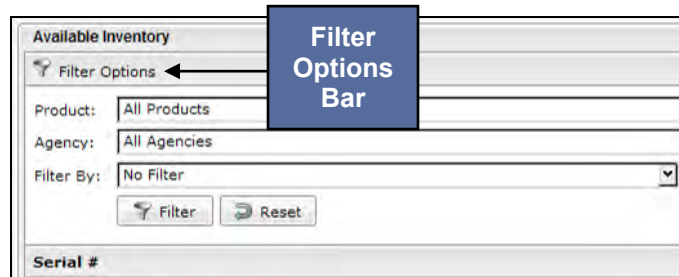 Available Inventory
Filter Options
Filter
Options
Bar
Product: All Products
Agency: All Agencies
Filter By: No Filter
Filter Reset
Serial #